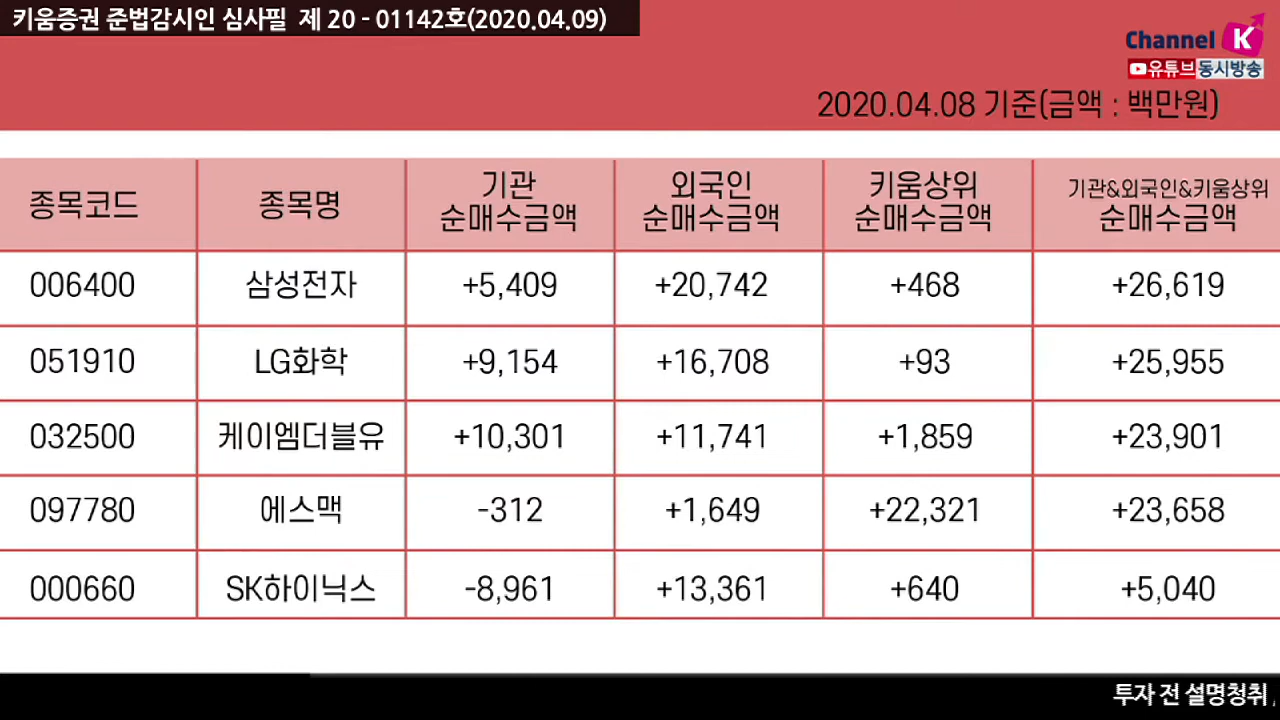 키움증권 준법감시인 심사필 제 20 - 01142호(2020.04.09)
Channel K
유튜브 동시방송
2020.04.08 기준(금액 : 백만원)
종목코드 종목명 기관 순매수금액 외국인 순매수금액 키움상위 순매수금액 기관&외국인&키움상위 순매수금액
006400 삼성전자 +5,409 +20,742 +468 +26,619
051910 LG화학 +9,154 +16,708 +93 +25,955
032500 케이엠더블유 +10,301 +11,741 +1,859 +23,901
097780 에스맥 -312 +1,649 +22,321 +23,658
000660 SK하이닉스 -8,961 +13,361 +640 +5,040
투자 전 설명청취